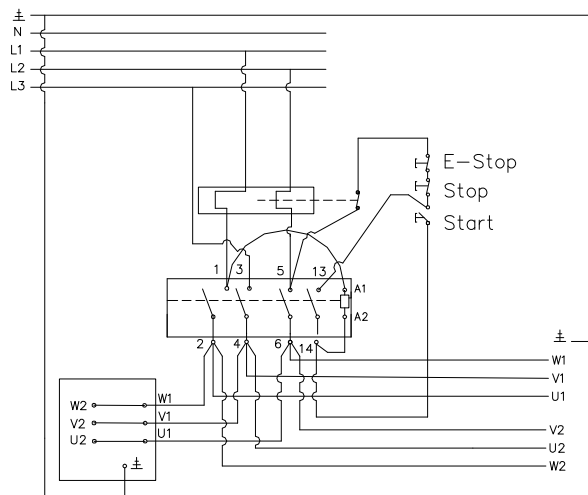 N
L1
L2
L3
E-Stop
Stop
Start
1 3 5 13
A1
A2
2 4 6 14
W1
V1
U1
W2 W1
V2 V1
U2 U1
V2
U2
W2